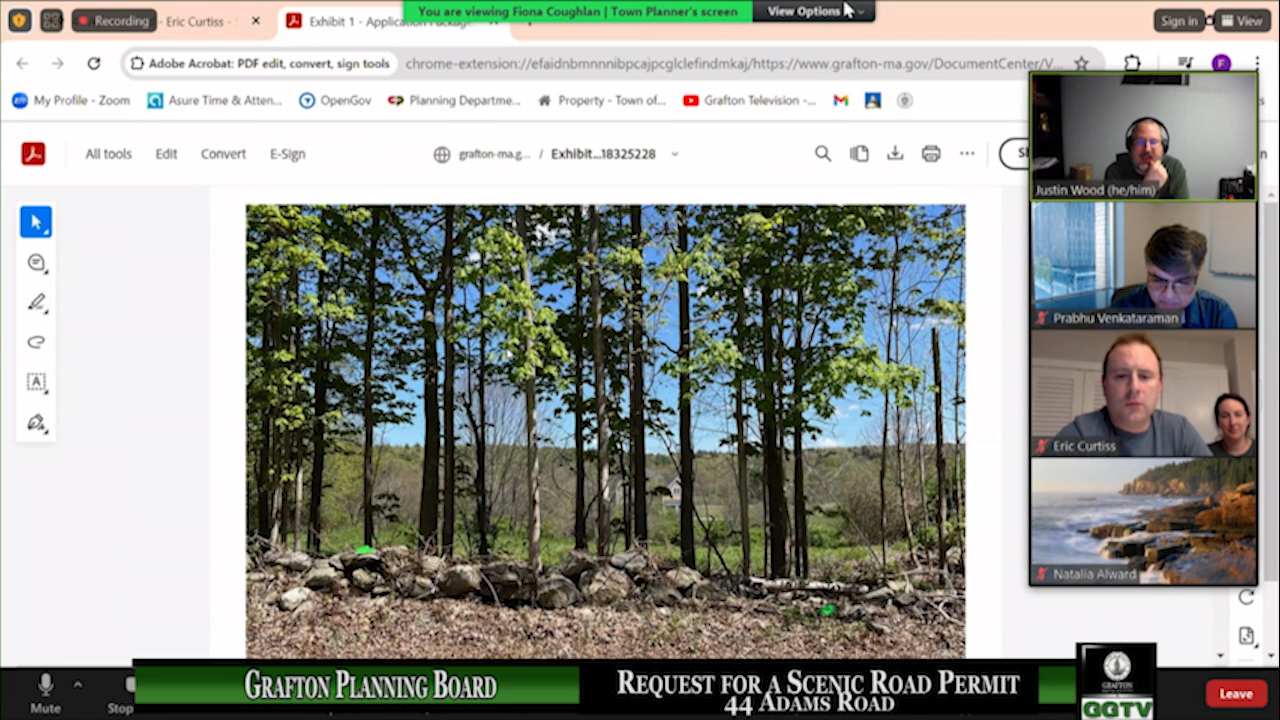 Recording
- Eric Curtiss -
Exhibit 1 - Application Package
You are viewing Fiona Coughlan | Town Planner's screen
View Options
Sign in
View
Adobe Acrobat: PDF edit, convert, sign tools
chrome-extension://efaidnbmnnnibpcajpcglclefindmkaj/https://www.grafton-ma.gov/DocumentCenter/V...
F
My Profile - Zoom
Asure Time & Atten...
OpenGov
Planning Departme...
Property - Town of...
Grafton Television -...
All tools
Edit
Convert
E-Sign
grafton-ma.g... / Exhibit...18325228
Justin Wood (he/him)
Prabhu Venkataraman
Eric Curtiss
Natalia Alward
Mute
Stop
Grafton Planning Board
Request for a Scenic Road Permit
44 Adams Road
GRAFTON
GGTV
Leave